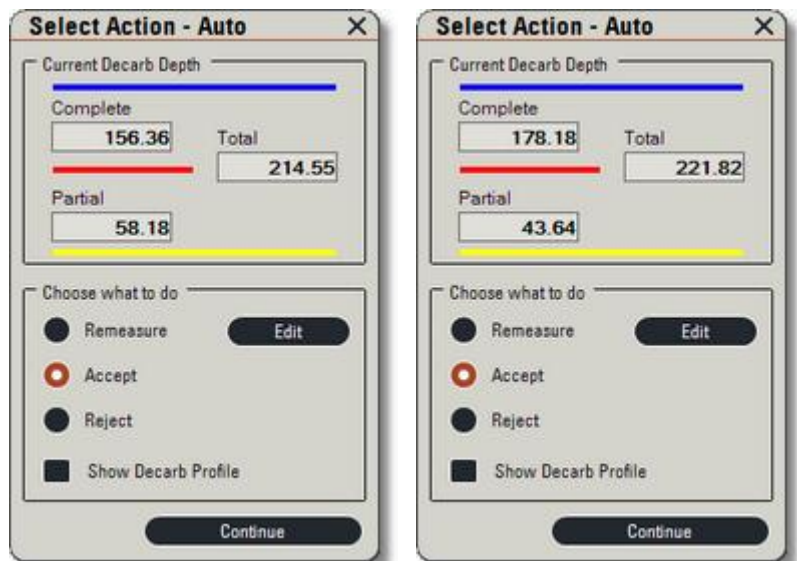 Select Action - Auto
Current Decarb Depth
Complete
156.36
Total
214.55
Partial
58.18
Choose what to do
Remeasure
Edit
Accept
Reject
Show Decarb Profile
Continue
Select Action - Auto
Current Decarb Depth
Complete
178.18
Total
221.82
Partial
43.64
Choose what to do
Remeasure
Edit
Accept
Reject
Show Decarb Profile
Continue